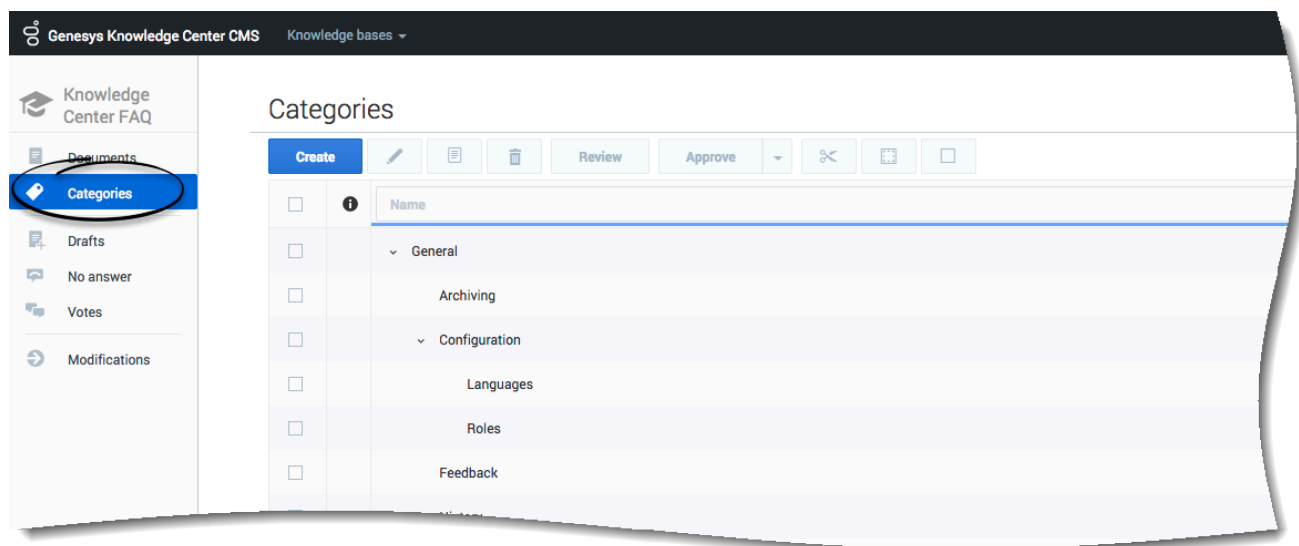 Genesys Knowledge Center CMS Knowledge bases
Knowledge
Center FAQ
Documents
Categories
Drafts
No answer
Votes
Modifications
Categories
Create Review Approve
Name
General
Archiving
Configuration
Languages
Roles
Feedback